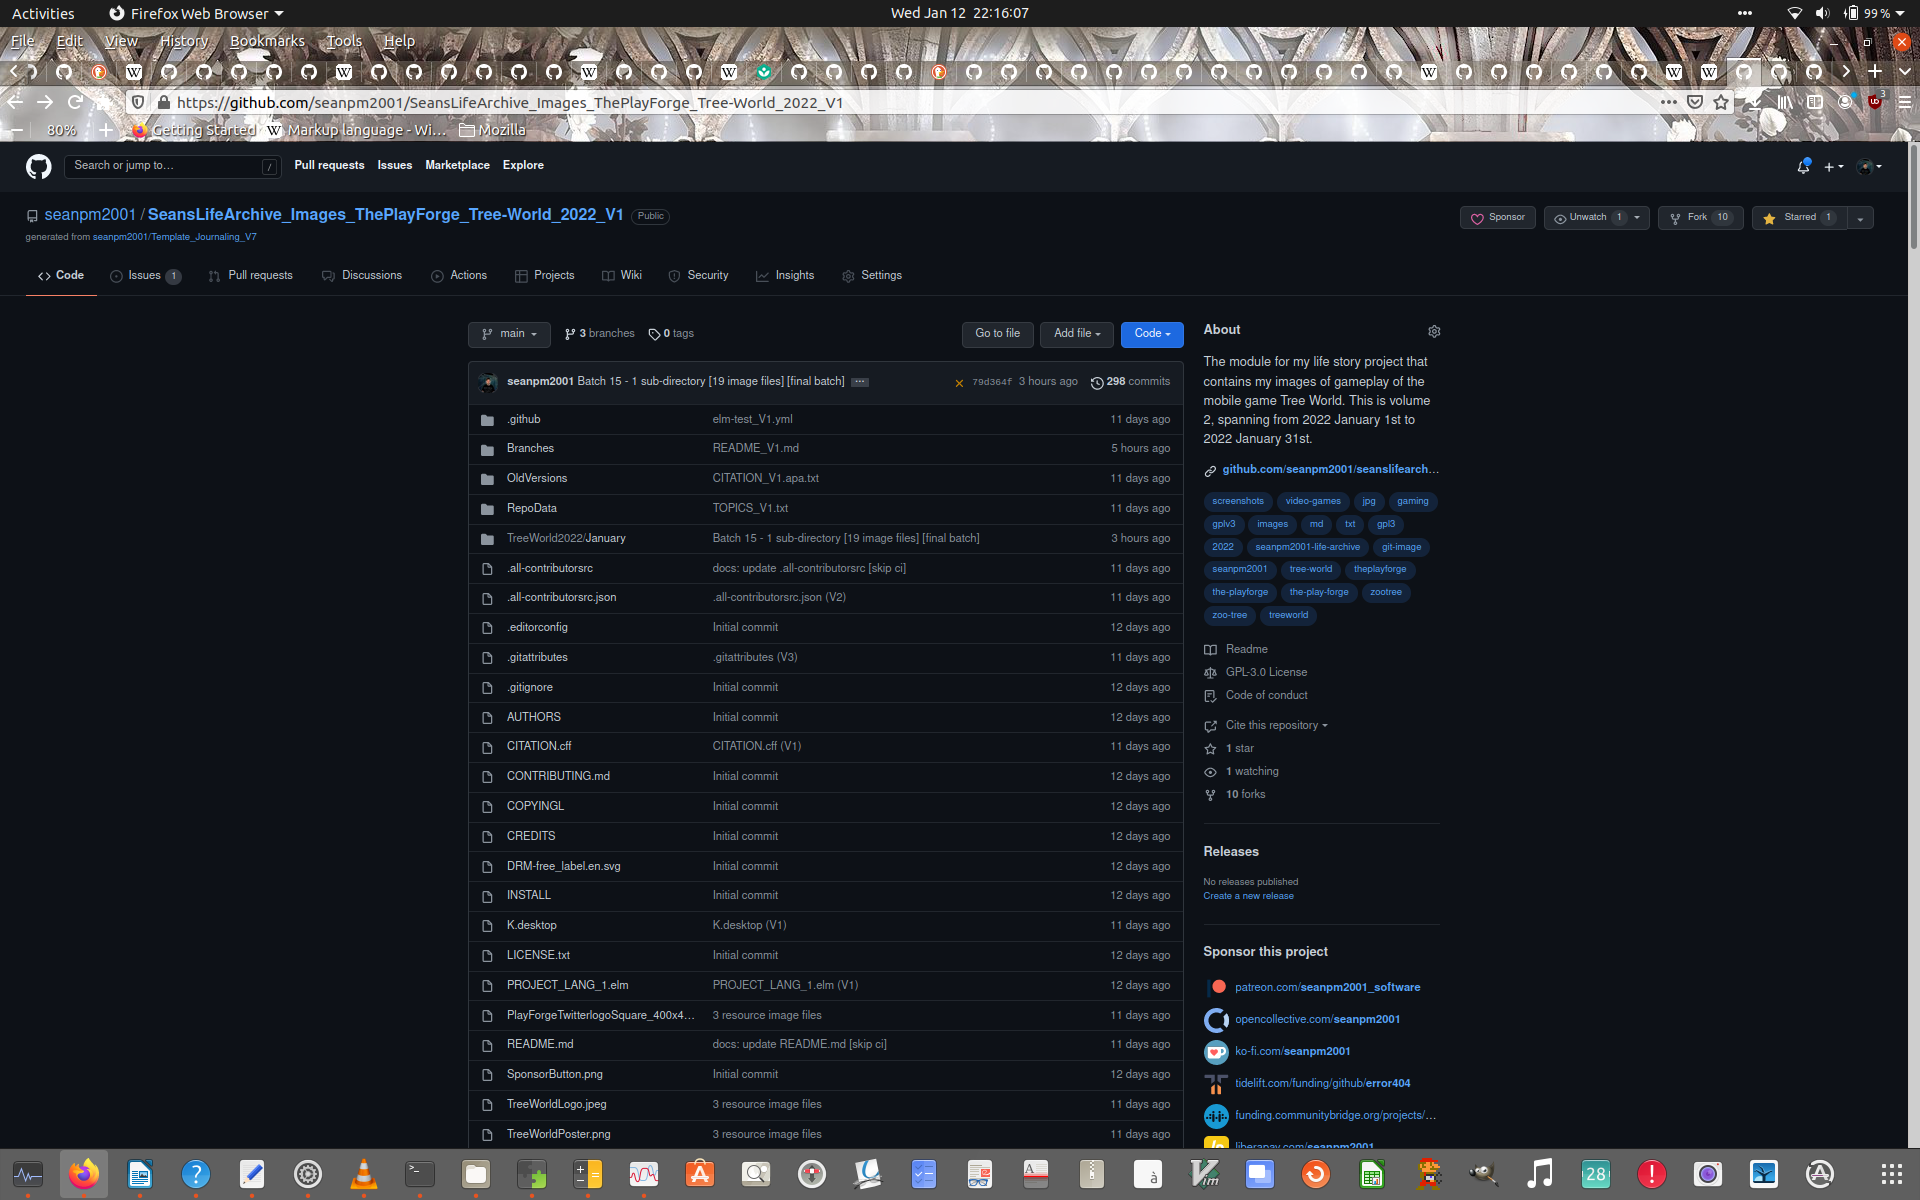 Activities Firefox Web Browser Wed Jan 12 22:16:07 99 %
File Edit View History Bookmarks Tools Help
https://github.com/seanpm2001/SeansLifeArchive_Images_ThePlayForge_Tree-World_2022_V1
80% Getting Started Markup language - Wi… Mozilla
Search or jump to… / Pull requests Issues Marketplace Explore
seanpm2001 / SeansLifeArchive_Images_ThePlayForge_Tree-World_2022_V1 Public Sponsor Unwatch 1 Fork 10 Starred 1
generated from seanpm2001/Template_Journaling_V7
Code Issues 1 Pull requests Discussions Actions Projects Wiki Security Insights Settings
main 3 branches 0 tags Go to file Add file Code
seanpm2001 Batch 15 - 1 sub-directory [19 image files] [final batch] 79d364f 3 hours ago 298 commits
.github elm-test_V1.yml 11 days ago
Branches README_V1.md 5 hours ago
OldVersions CITATION_V1.apa.txt 11 days ago
RepoData TOPICS_V1.txt 11 days ago
TreeWorld2022/January Batch 15 - 1 sub-directory [19 image files] [final batch] 3 hours ago
.all-contributorsrc docs: update .all-contributorsrc [skip ci] 11 days ago
.all-contributorsrc.json .all-contributorsrc.json (V2) 11 days ago
.editorconfig Initial commit 12 days ago
.gitattributes .gitattributes (V3) 11 days ago
.gitignore Initial commit 12 days ago
AUTHORS Initial commit 12 days ago
CITATION.cff CITATION.cff (V1) 11 days ago
CONTRIBUTING.md Initial commit 12 days ago
COPYINGL Initial commit 12 days ago
CREDITS Initial commit 12 days ago
DRM-free_label.en.svg Initial commit 12 days ago
INSTALL Initial commit 12 days ago
K.desktop K.desktop (V1) 11 days ago
LICENSE.txt Initial commit 12 days ago
PROJECT_LANG_1.elm PROJECT_LANG_1.elm (V1) 12 days ago
PlayForgeTwitterlogoSquare_400x4… 3 resource image files 11 days ago
README.md docs: update README.md [skip ci] 11 days ago
SponsorButton.png Initial commit 12 days ago
TreeWorldLogo.jpeg 3 resource image files 11 days ago
TreeWorldPoster.png 3 resource image files 11 days ago
About
The module for my life story project that
contains my images of gameplay of the
mobile game Tree World. This is volume
2, spanning from 2022 January 1st to
2022 January 31st.
github.com/seanpm2001/seanslifearch…
screenshots video-games jpg gaming
gplv3 images md txt gpl3
2022 seanpm2001-life-archive git-image
seanpm2001 tree-world theplayforge
the-playforge the-play-forge zootree
zoo-tree treeworld
Readme
GPL-3.0 License
Code of conduct
Cite this repository
1 star
1 watching
10 forks
Releases
No releases published
Create a new release
Sponsor this project
patreon.com/seanpm2001_software
opencollective.com/seanpm2001
ko-fi.com/seanpm2001
tidelift.com/funding/github/error404
funding.communitybridge.org/projects/…
liberapay.com/seanpm2001
28